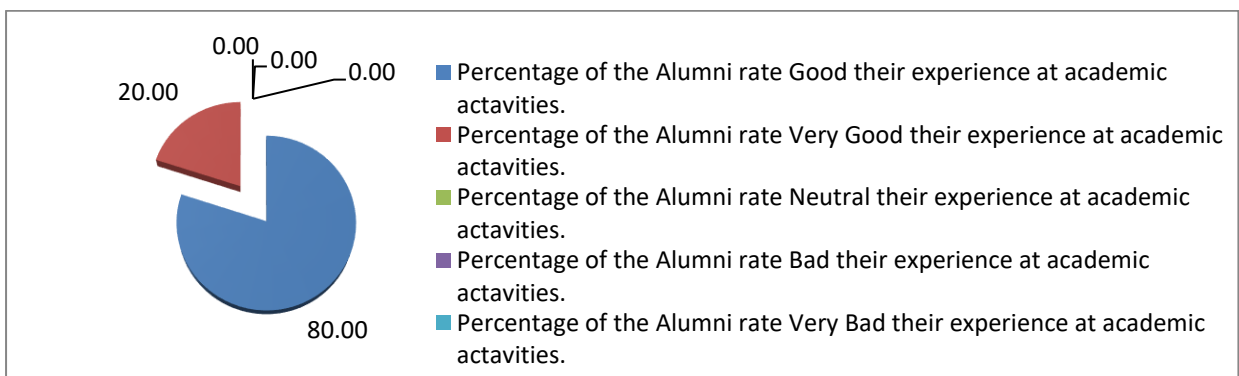 0.00
0.00
0.00
20.00
80.00
Percentage of the Alumni rate Good their experience at academic
actavities.
Percentage of the Alumni rate Very Good their experience at academic
actavities.
Percentage of the Alumni rate Neutral their experience at academic
actavities.
Percentage of the Alumni rate Bad their experience at academic
actavities.
Percentage of the Alumni rate Very Bad their experience at academic
actavities.